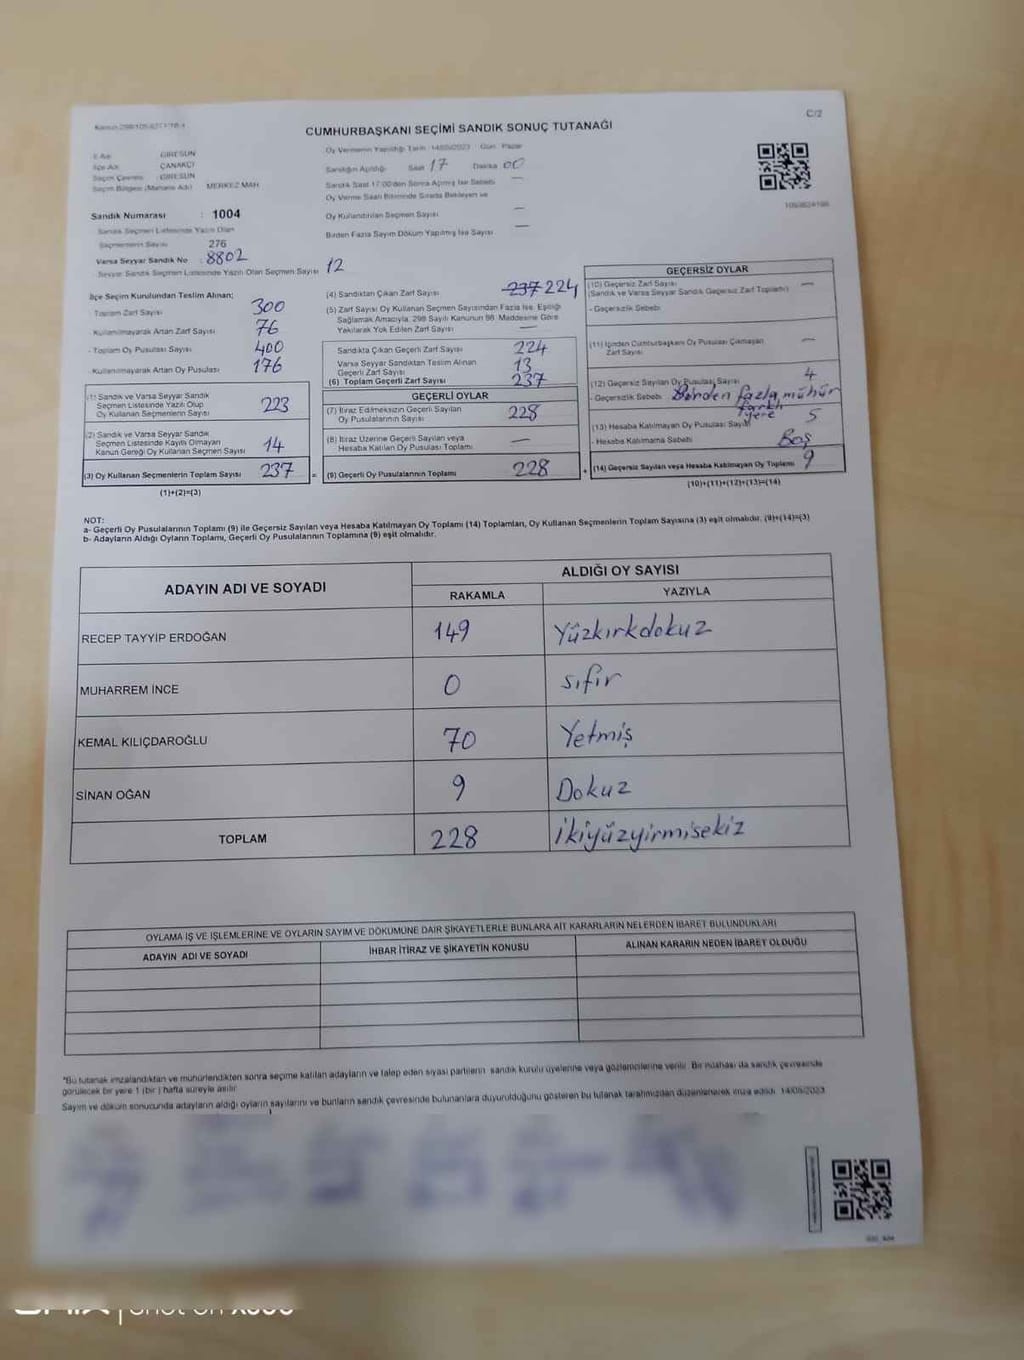 C/2
CUMHURBAŞKANI SEÇİMİ SANDIK SONUÇ TUTANAĞI
İl Adı : GİRESUN
İlçe Adı : ÇANAKÇI
Seçim Çevresi : GİRESUN
Seçim Bölgesi (Mahalle Adı) : MERKEZ MAH.
Sandık Numarası : 1004
Sandık Seçmen Listesinde Yazılı Olan
Seçmenlerin Sayısı : 276
Varsa Seyyar Sandık No : 8802
Seyyar Sandık Seçmen Listesinde Yazılı Olan Seçmen Sayısı : 12
Oy Vermenin Yapıldığı Tarih : 14/05/2023 Gün : Pazar
Sandığın Açıldığı Saat 17 Dakika 00
Sandık Saat 17:00'den Sonra Açılmış İse Sebebi —
Oy Verme Saati Bitiminde Sırada Bekleyen ve
Oy Kullandırılan Seçmen Sayısı —
Birden Fazla Sayım Döküm Yapılmış İse Sayısı —
İlçe Seçim Kurulundan Teslim Alınan;
- Toplam Zarf Sayısı 300
- Kullanılmayarak Artan Zarf Sayısı 76
- Toplam Oy Pusulası Sayısı 400
- Kullanılmayarak Artan Oy Pusulası 176
(1) Sandık ve Varsa Seyyar Sandık
Seçmen Listesinde Yazılı Olup
Oy Kullanan Seçmenlerin Sayısı 223
(2) Sandık ve Varsa Seyyar Sandık
Seçmen Listesinde Kayıtlı Olmayan
Kanun Gereği Oy Kullanan Seçmen Sayısı 14
(3) Oy Kullanan Seçmenlerin Toplam Sayısı 237 =
(1)+(2)=(3)
(4) Sandıktan Çıkan Zarf Sayısı 237 224
(5) Zarf Sayısı Oy Kullanan Seçmen Sayısından Fazla İse, Eşitliği
Sağlamak Amacıyla, 298 Sayılı Kanunun 98. Maddesine Göre
Yakılarak Yok Edilen Zarf Sayısı —
Sandıkta Çıkan Geçerli Zarf Sayısı 224
Varsa Seyyar Sandıktan Teslim Alınan
Geçerli Zarf Sayısı 13
(6) Toplam Geçerli Zarf Sayısı 237
GEÇERLİ OYLAR
(7) İtiraz Edilmeksizin Geçerli Sayılan
Oy Pusulalarının Sayısı 228
(8) İtiraz Üzerine Geçerli Sayılan veya
Hesaba Katılan Oy Pusulalarının Toplamı —
(9) Geçerli Oy Pusulalarının Toplamı 228 +
GEÇERSİZ OYLAR
(10) Geçersiz Zarf Sayısı —
(Sandık ve Varsa Seyyar Sandık Geçersiz Zarf Toplamı)
- Geçersizlik Sebebi
(11) İçinden Cumhurbaşkanı Oy Pusulası Çıkmayan
Zarf Sayısı —
(12) Geçersiz Sayılan Oy Pusulası Sayısı 4
- Geçersizlik Sebebi Birden fazla mühür
farklı yere
(13) Hesaba Katılmayan Oy Pusulası Sayısı 5
- Hesaba Katılmama Sebebi Boş
(14) Geçersiz Sayılan veya Hesaba Katılmayan Oy Toplamı 9
(10)+(11)+(12)+(13)=(14)
NOT:
a- Geçerli Oy Pusulalarının Toplamı (9) ile Geçersiz Sayılan veya Hesaba Katılmayan Oy Toplamı (14) Toplamları, Oy Kullanan Seçmenlerin Toplam Sayısına (3) eşit olmalıdır. (9)+(14)=(3)
b- Adayların Aldığı Oyların Toplamı, Geçerli Oy Pusulalarının Toplamına (9) eşit olmalıdır.
ADAYIN ADI VE SOYADI ALDIĞI OY SAYISI
RAKAMLA YAZIYLA
RECEP TAYYİP ERDOĞAN 149 Yüzkırkdokuz
MUHARREM İNCE 0 sıfır
KEMAL KILIÇDAROĞLU 70 Yetmiş
SİNAN OĞAN 9 Dokuz
TOPLAM 228 İkiyüzyirmisekiz
OYLAMA İŞ VE İŞLEMLERİNE VE OYLARIN SAYIM VE DÖKÜMÜNE DAİR ŞİKAYETLERLE BUNLARA AİT KARARLARIN NELERDEN İBARET BULUNDUKLARI
ADAYIN ADI VE SOYADI İHBAR İTİRAZ VE ŞİKAYETİN KONUSU ALINAN KARARIN NEDEN İBARET OLDUĞU
*Bu tutanak imzalandıktan ve mühürlendikten sonra seçime katılan adayların ve talep eden siyasi partilerin sandık kurulu üyelerine veya gözlemcilerine verilir. Bir nüshası da sandık çevresinde
görülecek bir yere 1 (bir) hafta süreyle asılır.
Sayım ve döküm sonucunda adayların aldığı oyların sayılarını ve bunların sandık çevresinde bulunanlara duyurulduğunu gösteren bu tutanak tarafımızdan düzenlenerek imza edildi. 14/05/2023